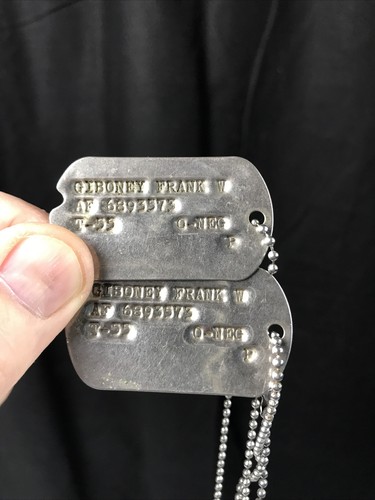 GIBONEY FRANK W
AF 6893573
T-55 O-NEG
P
GIBONEY FRANK W
AF 6893573
T-55 O-NEG
P